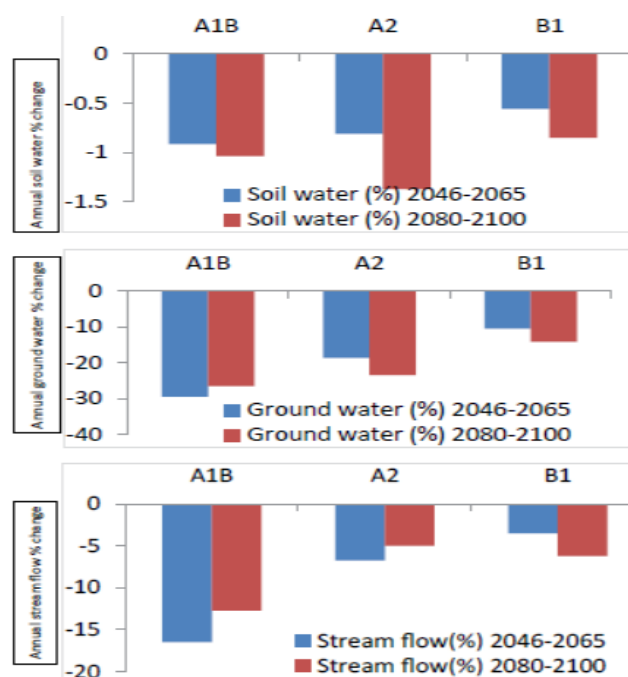 A1B A2 B1
0
-0.5
-1
-1.5
Annual soil water % change
Soil water (%) 2046-2065
Soil water (%) 2080-2100
A1B A2 B1
0
-10
-20
-30
-40
Annual ground water % change
Ground water (%) 2046-2065
Ground water (%) 2080-2100
A1B A2 B1
0
-5
-10
-15
-20
Annual stream flow % change
Stream flow(%) 2046-2065
Stream flow(%) 2080-2100